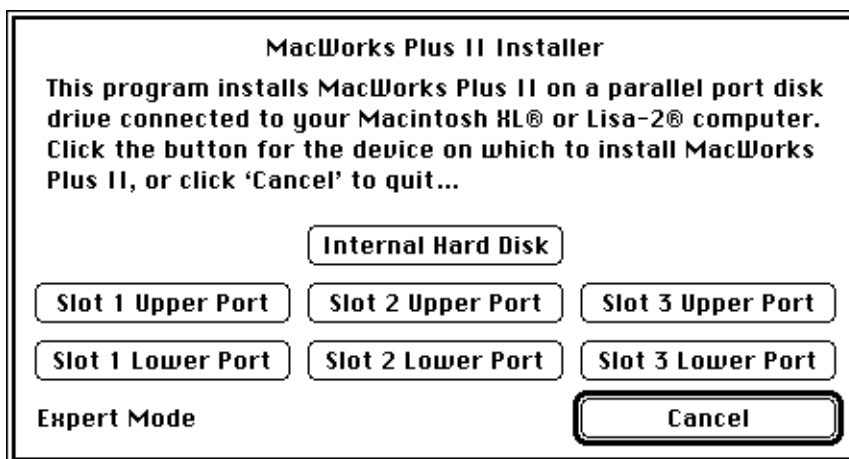 MacWorks Plus II Installer
This program installs MacWorks Plus II on a parallel port disk
drive connected to your Macintosh XL® or Lisa-2® computer.
Click the button for the device on which to install MacWorks
Plus II, or click ‘Cancel’ to quit...
Internal Hard Disk
Slot 1 Upper Port Slot 2 Upper Port Slot 3 Upper Port
Slot 1 Lower Port Slot 2 Lower Port Slot 3 Lower Port
Expert Mode Cancel